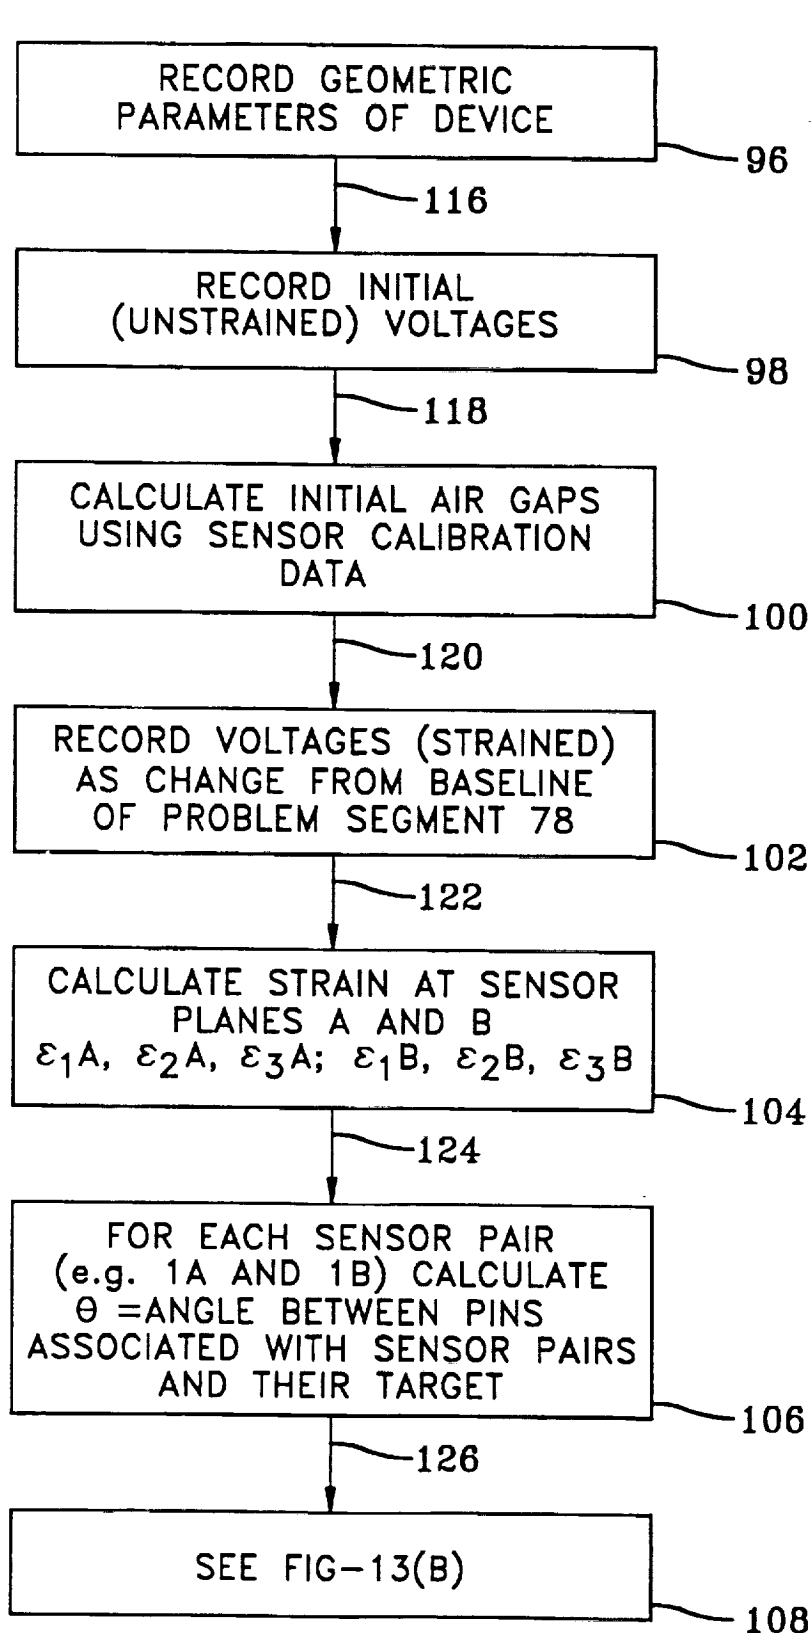 RECORD GEOMETRIC
PARAMETERS OF DEVICE
96
116
RECORD INITIAL
(UNSTRAINED) VOLTAGES
98
118
CALCULATE INITIAL AIR GAPS
USING SENSOR CALIBRATION
DATA
100
120
RECORD VOLTAGES (STRAINED)
AS CHANGE FROM BASELINE
OF PROBLEM SEGMENT 78
102
122
CALCULATE STRAIN AT SENSOR
PLANES A AND B
ε₁A, ε₂A, ε₃A; ε₁B, ε₂B, ε₃B
104
124
FOR EACH SENSOR PAIR
(e.g. 1A AND 1B) CALCULATE
θ =ANGLE BETWEEN PINS
ASSOCIATED WITH SENSOR PAIRS
AND THEIR TARGET
106
126
SEE FIG-13(B)
108